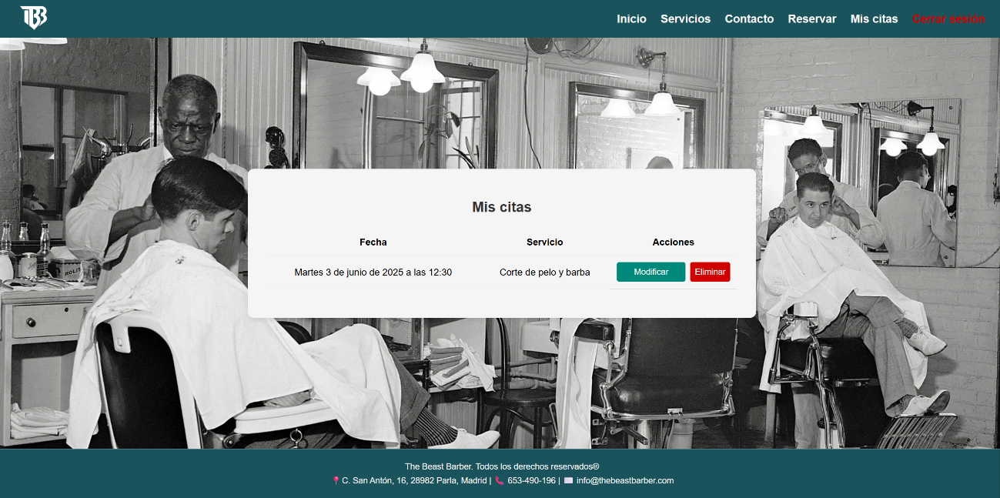 TBB
Inicio Servicios Contacto Reservar Mis citas Cerrar sesión
Mis citas
Fecha Servicio Acciones
Martes 3 de junio de 2025 a las 12:30 Corte de pelo y barba Modificar Eliminar
ROLIT
The Beast Barber. Todos los derechos reservados®
📍 C. San Antón, 16, 28982 Parla, Madrid | 📞 653-490-196 | 📧 info@thebeastbarber.com